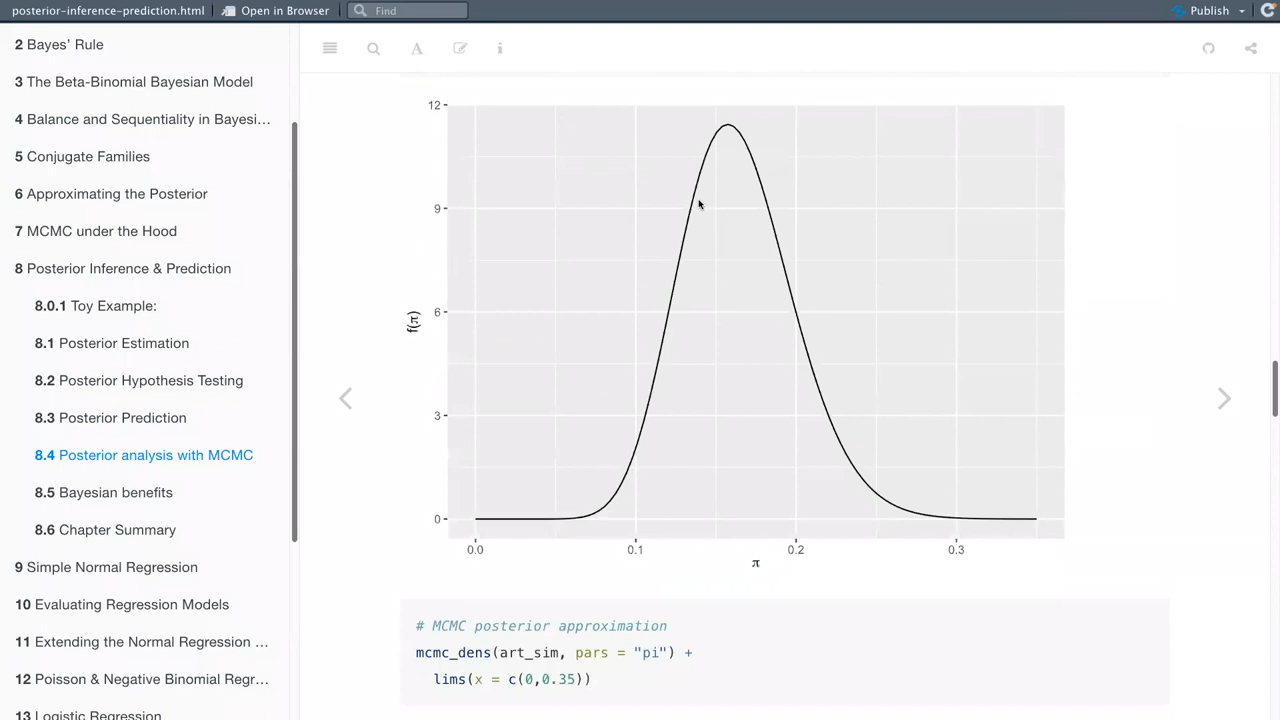 posterior-inference-prediction.html
Open in Browser
Find
Publish
2 Bayes’ Rule
3 The Beta-Binomial Bayesian Model
4 Balance and Sequentiality in Bayesi…
5 Conjugate Families
6 Approximating the Posterior
7 MCMC under the Hood
8 Posterior Inference & Prediction
8.0.1 Toy Example:
8.1 Posterior Estimation
8.2 Posterior Hypothesis Testing
8.3 Posterior Prediction
8.4 Posterior analysis with MCMC
8.5 Bayesian benefits
8.6 Chapter Summary
9 Simple Normal Regression
10 Evaluating Regression Models
11 Extending the Normal Regression …
12 Poisson & Negative Binomial Regr…
13 Logistic Regression
A
i
12
9
6
3
0
f(π)
0.0
0.1
0.2
0.3
π
# MCMC posterior approximation
mcmc_dens(art_sim, pars = "pi") +
lims(x = c(0,0.35))